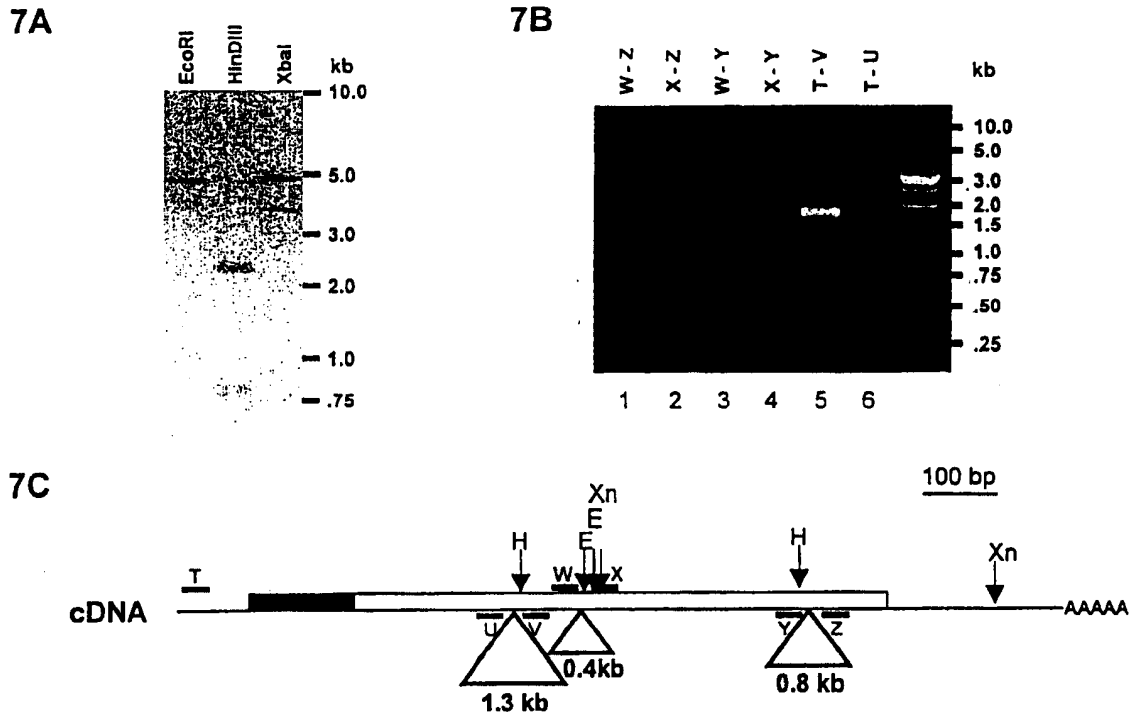 7A
EcoRI HinDIII XbaI
kb
10.0
5.0
3.0
2.0
1.0
.75
7B
W - Z X - Z W - Y X - Y T - V T - U
kb
10.0
5.0
3.0
2.0
1.5
1.0
.75
.50
.25
1 2 3 4 5 6
7C
100 bp
Xn
E
H E H Xn
T W X
cDNA AAAAA
U V Y Z
0.4kb
1.3 kb 0.8 kb